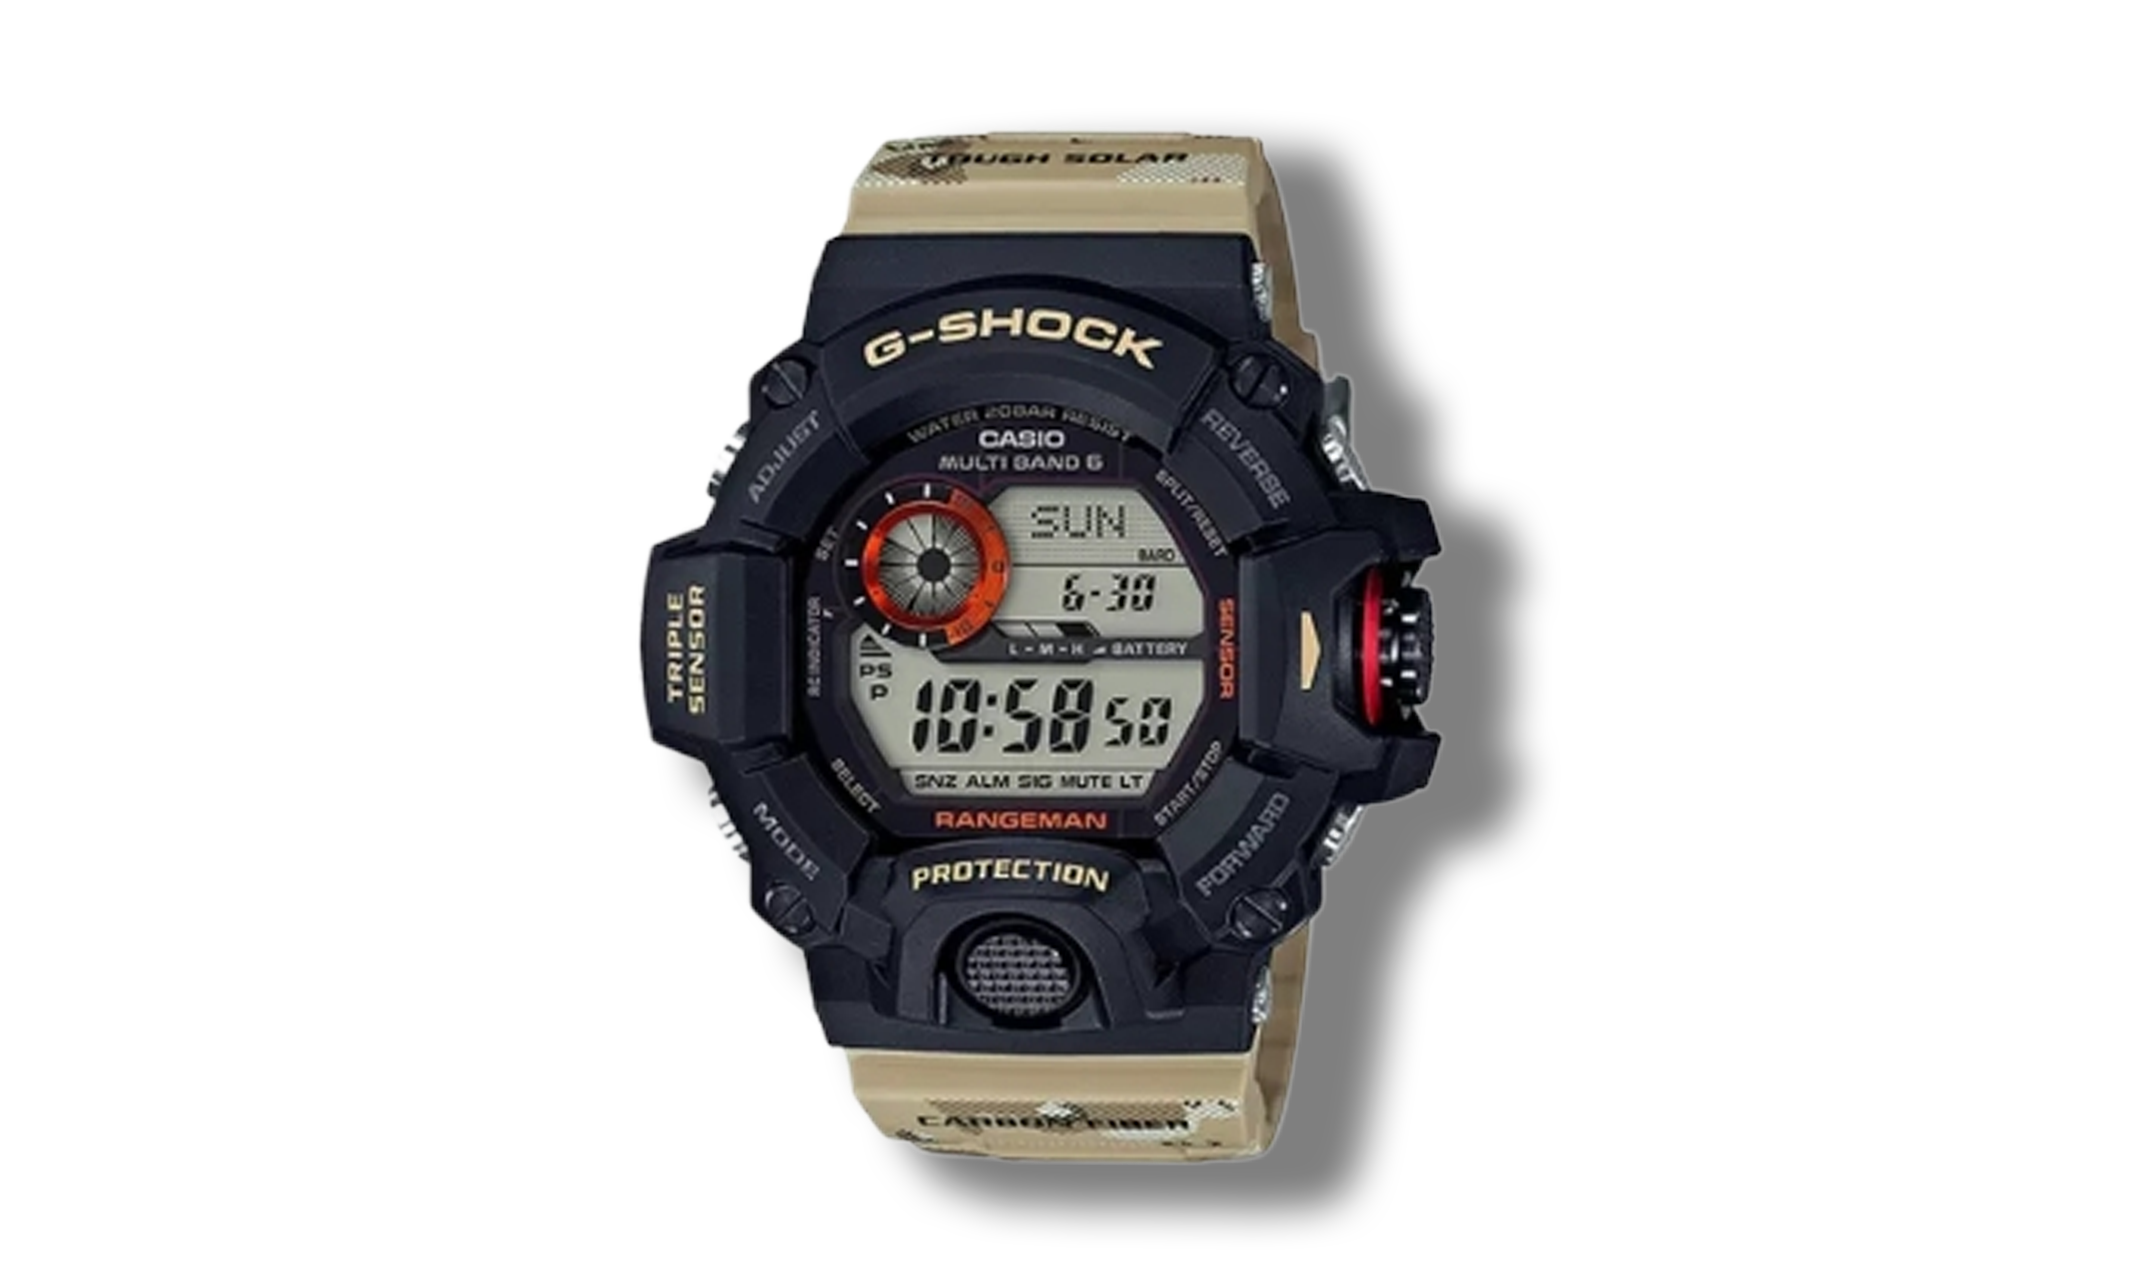 TOUGH SOLAR
G-SHOCK
ADJUST
REVERSE
WATER 20BAR RESIST
CASIO
MULTI BAND 6
SPLIT/RESET
SET
SUN
BARO
6-30
TRIPLE
SENSOR
SENSOR
L - M - H BATTERY
PS
P
10:58 50
SNZ ALM SIG MUTE LT
SELECT
START/STOP
RANGEMAN
MODE
FORWARD
PROTECTION
CARBON FIBER